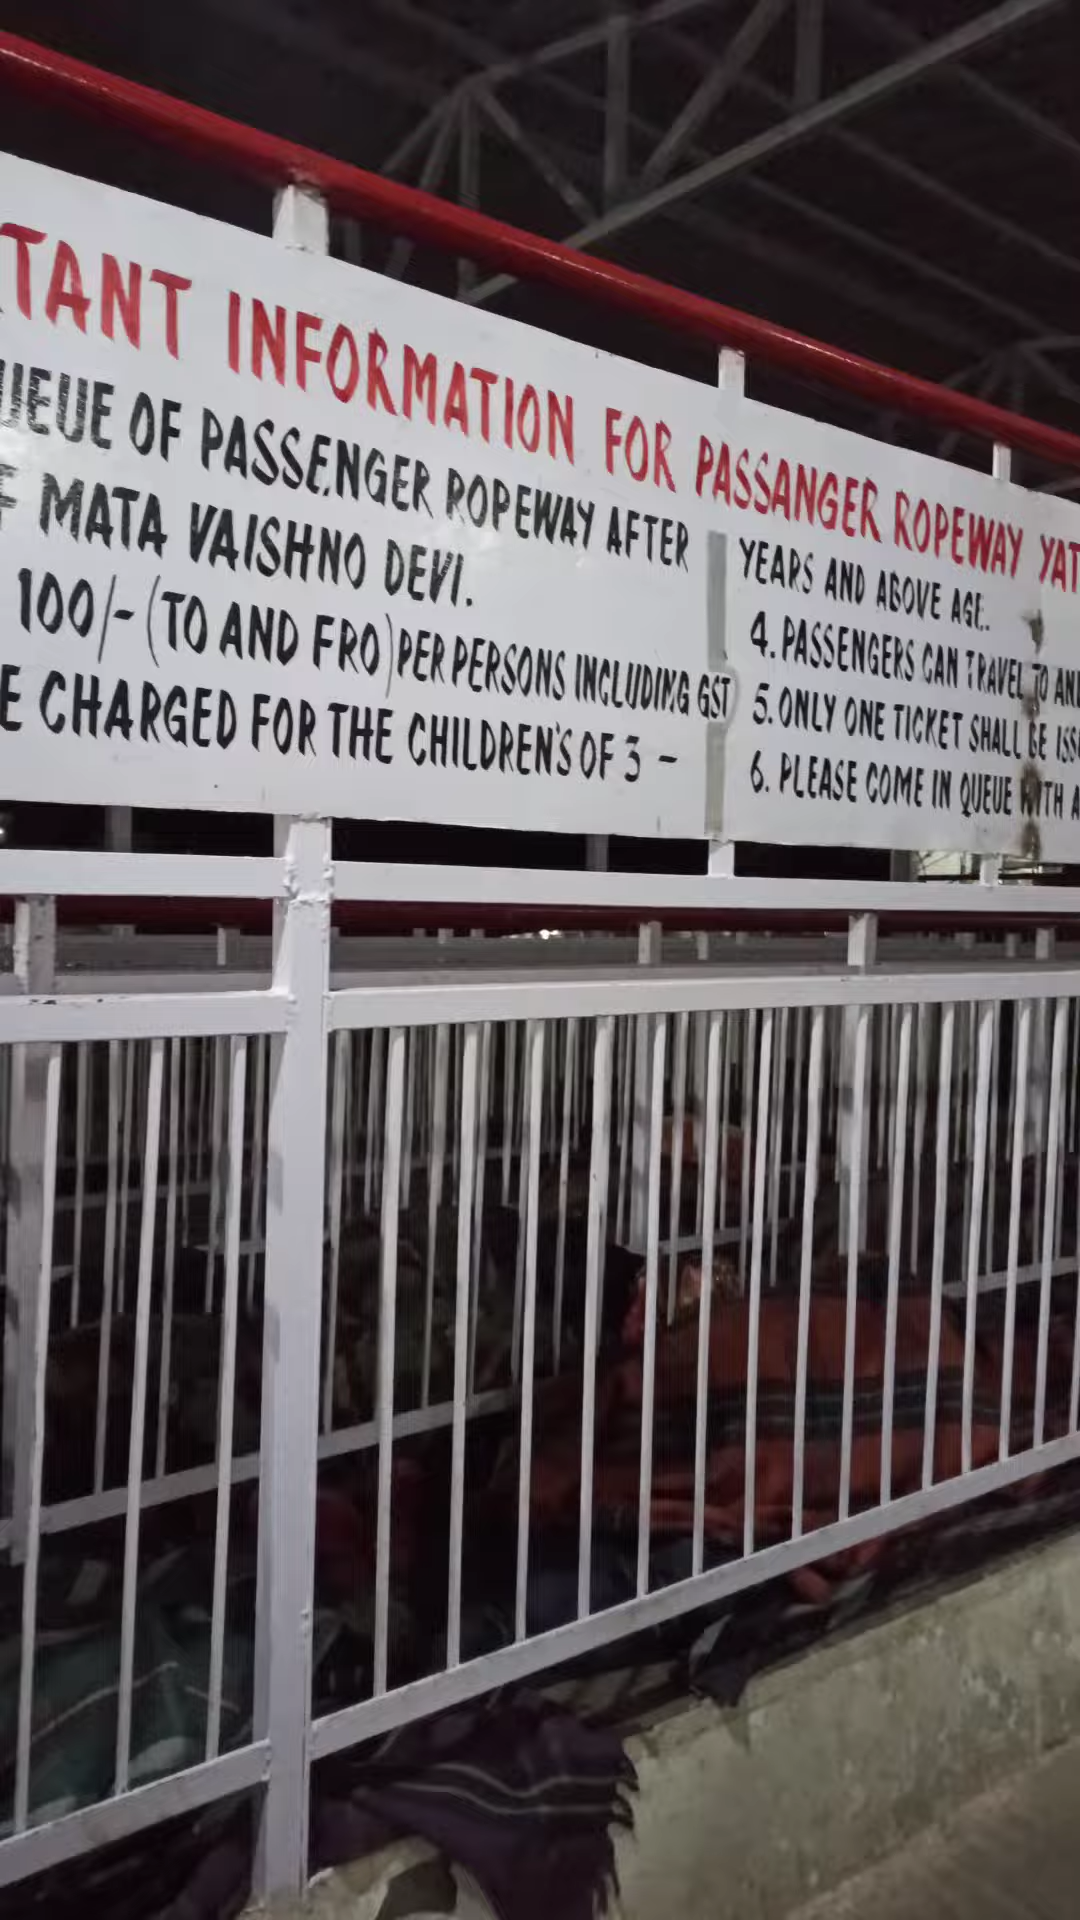 TANT INFORMATION FOR PASSANGER ROPEWAY YAT
UEUE OF PASSENGER ROPEWAY AFTER
F MATA VAISHNO DEVI.
100/- (TO AND FRO) PER PERSONS INCLUDING GST
E CHARGED FOR THE CHILDREN'S OF 3 -
YEARS AND ABOVE AGE.
4. PASSENGERS CAN TRAVEL TO AND
5. ONLY ONE TICKET SHALL BE ISS
6. PLEASE COME IN QUEUE WITH A